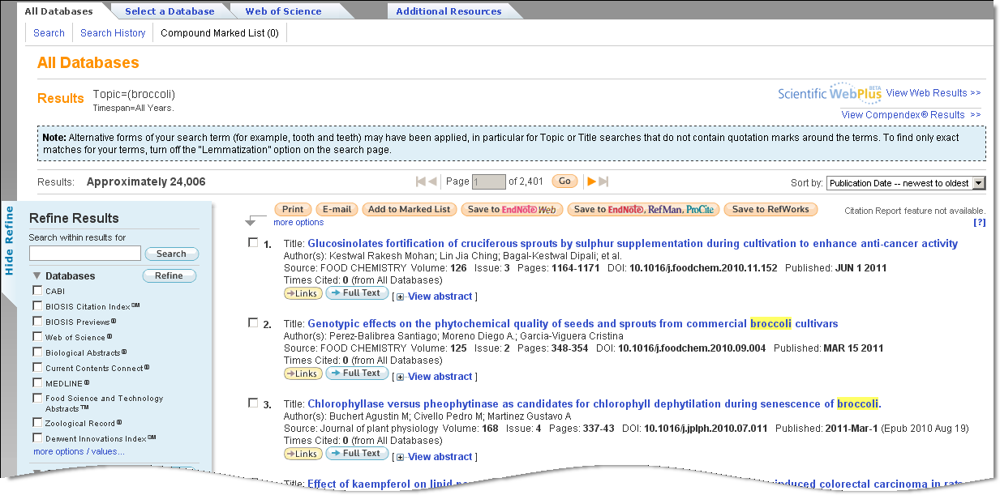 All Databases Select a Database Web of Science Additional Resources
Search Search History Compound Marked List (0)
All Databases
Results Topic=(broccoli)
Timespan=All Years.
Scientific WebPlus BETA View Web Results >>
View Compendex® Results >>
Note: Alternative forms of your search term (for example, tooth and teeth) may have been applied, in particular for Topic or Title searches that do not contain quotation marks around the terms. To find only exact
matches for your terms, turn off the "Lemmatization" option on the search page.
Results: Approximately 24,006 Page 1 of 2,401 Go Sort by: Publication Date -- newest to oldest
Hide Refine
Refine Results
Search within results for
Search
Databases Refine
CABI
BIOSIS Citation Index℠
BIOSIS Previews®
Web of Science®
Biological Abstracts®
Current Contents Connect®
MEDLINE®
Food Science and Technology
Abstracts™
Zoological Record®
Derwent Innovations Index℠
more options / values...
Print E-mail Add to Marked List Save to EndNote Web Save to EndNote, RefMan, ProCite Save to RefWorks
more options
Citation Report feature not available.
[?]
1. Title: Glucosinolates fortification of cruciferous sprouts by sulphur supplementation during cultivation to enhance anti-cancer activity
Author(s): Kestwal Rakesh Mohan; Lin Jia Ching; Bagal-Kestwal Dipali; et al.
Source: FOOD CHEMISTRY Volume: 126 Issue: 3 Pages: 1164-1171 DOI: 10.1016/j.foodchem.2010.11.152 Published: JUN 1 2011
Times Cited: 0 (from All Databases)
Links Full Text [ View abstract ]
2. Title: Genotypic effects on the phytochemical quality of seeds and sprouts from commercial broccoli cultivars
Author(s): Perez-Balibrea Santiago; Moreno Diego A.; Garcia-Viguera Cristina
Source: FOOD CHEMISTRY Volume: 125 Issue: 2 Pages: 348-354 DOI: 10.1016/j.foodchem.2010.09.004 Published: MAR 15 2011
Times Cited: 0 (from All Databases)
Links Full Text [ View abstract ]
3. Title: Chlorophyllase versus pheophytinase as candidates for chlorophyll dephytilation during senescence of broccoli.
Author(s): Buchert Agustin M; Civello Pedro M; Martinez Gustavo A
Source: Journal of plant physiology Volume: 168 Issue: 4 Pages: 337-43 DOI: 10.1016/j.jplph.2010.07.011 Published: 2011-Mar-1 (Epub 2010 Aug 19)
Times Cited: 0 (from All Databases)
Links Full Text [ View abstract ]
Title: Effect of kaempferol on lipid induced colorectal carcinoma in rats